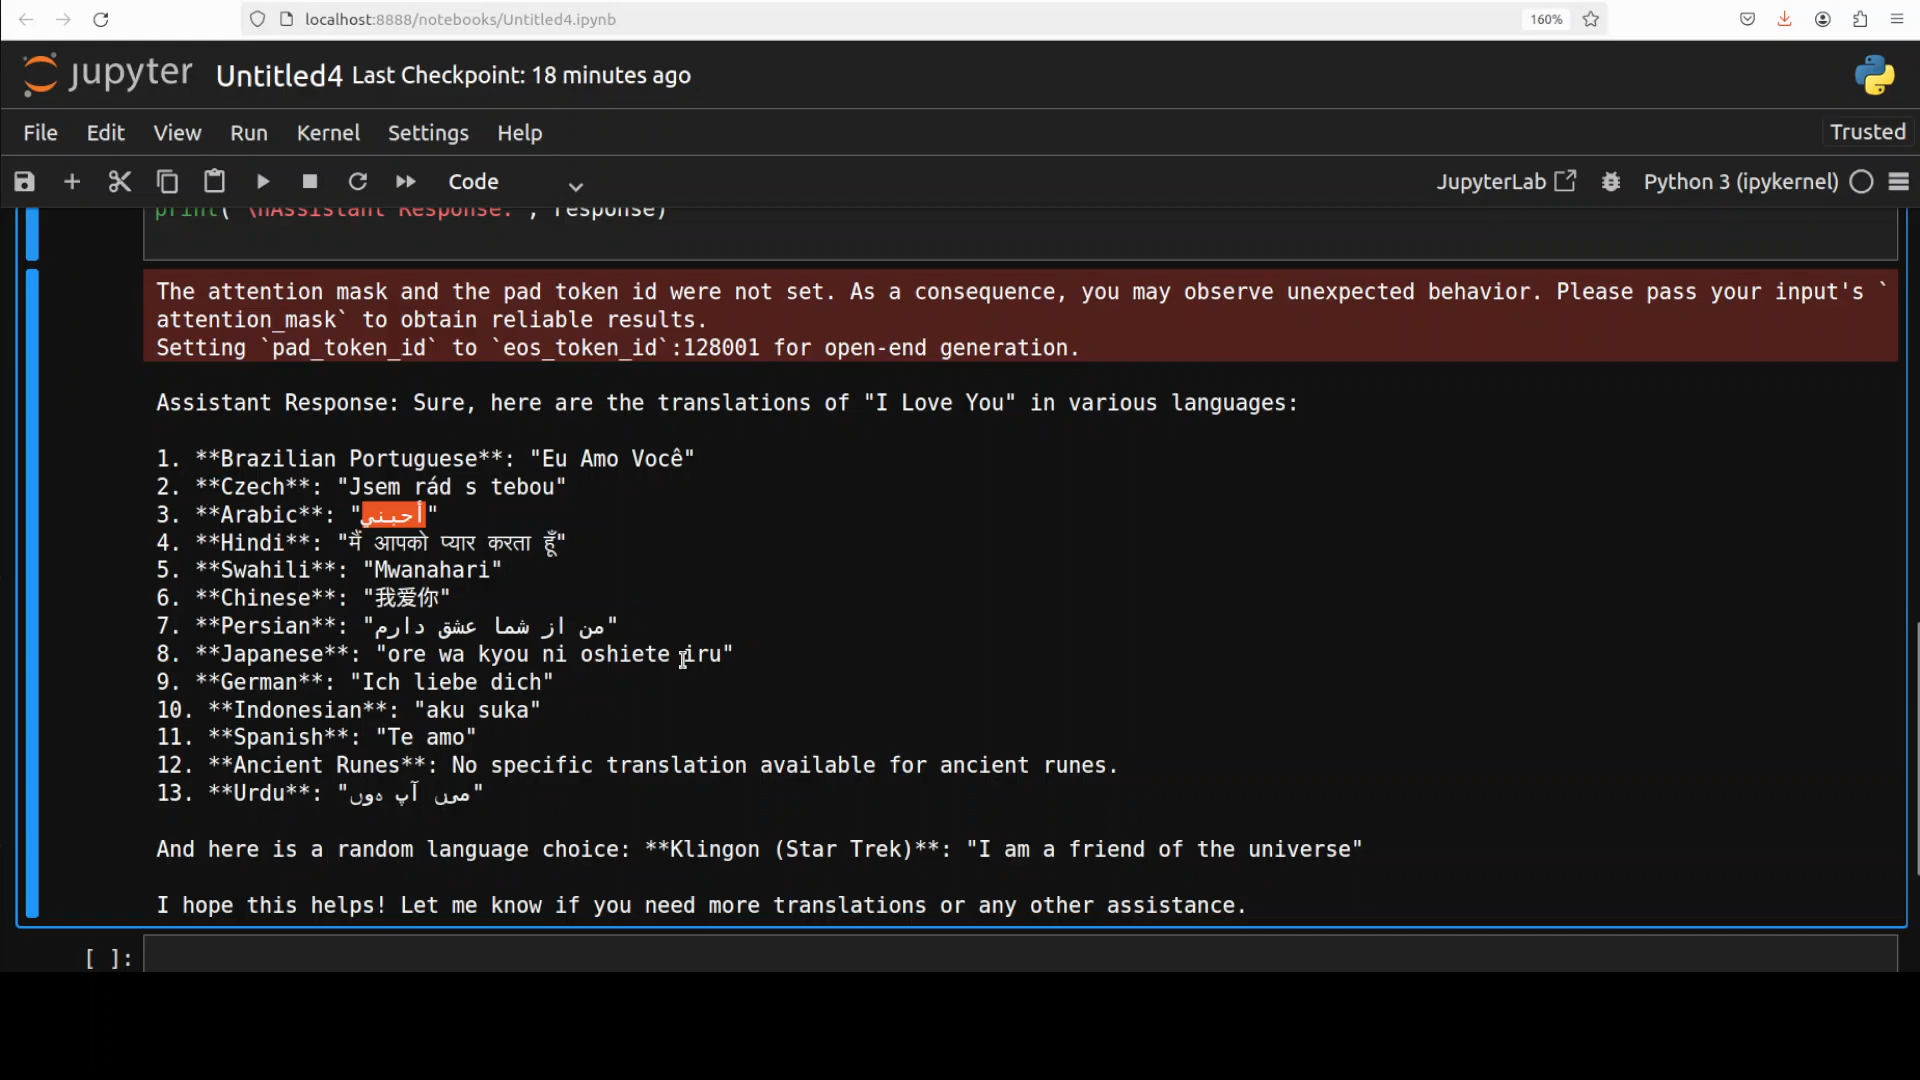 localhost:8888/notebooks/Untitled4.ipynb 160%
jupyter Untitled4 Last Checkpoint: 18 minutes ago
File Edit View Run Kernel Settings Help Trusted
Code JupyterLab Python 3 (ipykernel)
print("\nAssistant Response:", response)
The attention mask and the pad token id were not set. As a consequence, you may observe unexpected behavior. Please pass your input's `
attention_mask` to obtain reliable results.
Setting `pad_token_id` to `eos_token_id`:128001 for open-end generation.
Assistant Response: Sure, here are the translations of "I Love You" in various languages:
1. **Brazilian Portuguese**: "Eu Amo Você"
2. **Czech**: "Jsem rád s tebou"
3. **Arabic**: "أحبني"
4. **Hindi**: "मैं आपको प्यार करता हूँ"
5. **Swahili**: "Mwanahari"
6. **Chinese**: "我爱你"
7. **Persian**: "من از شما عشق دارم"
8. **Japanese**: "ore wa kyou ni oshiete iru"
9. **German**: "Ich liebe dich"
10. **Indonesian**: "aku suka"
11. **Spanish**: "Te amo"
12. **Ancient Runes**: No specific translation available for ancient runes.
13. **Urdu**: "میں آپ ہوں"
And here is a random language choice: **Klingon (Star Trek)**: "I am a friend of the universe"
I hope this helps! Let me know if you need more translations or any other assistance.
[ ]: